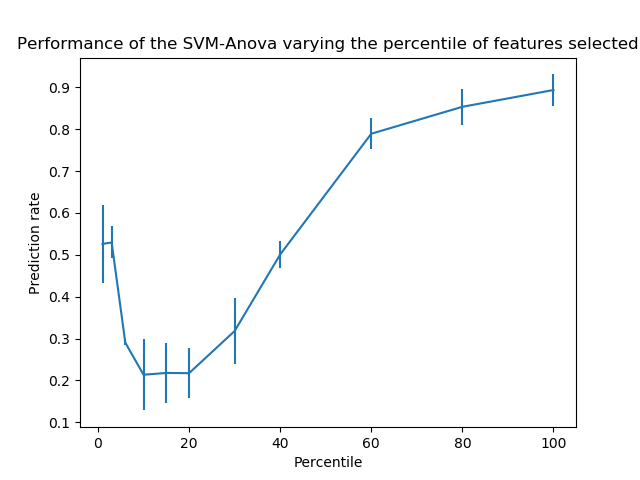 Performance of the SVM-Anova varying the percentile of features selected
Prediction rate
0.9
0.8
0.7
0.6
0.5
0.4
0.3
0.2
0.1
0 20 40 60 80 100
Percentile